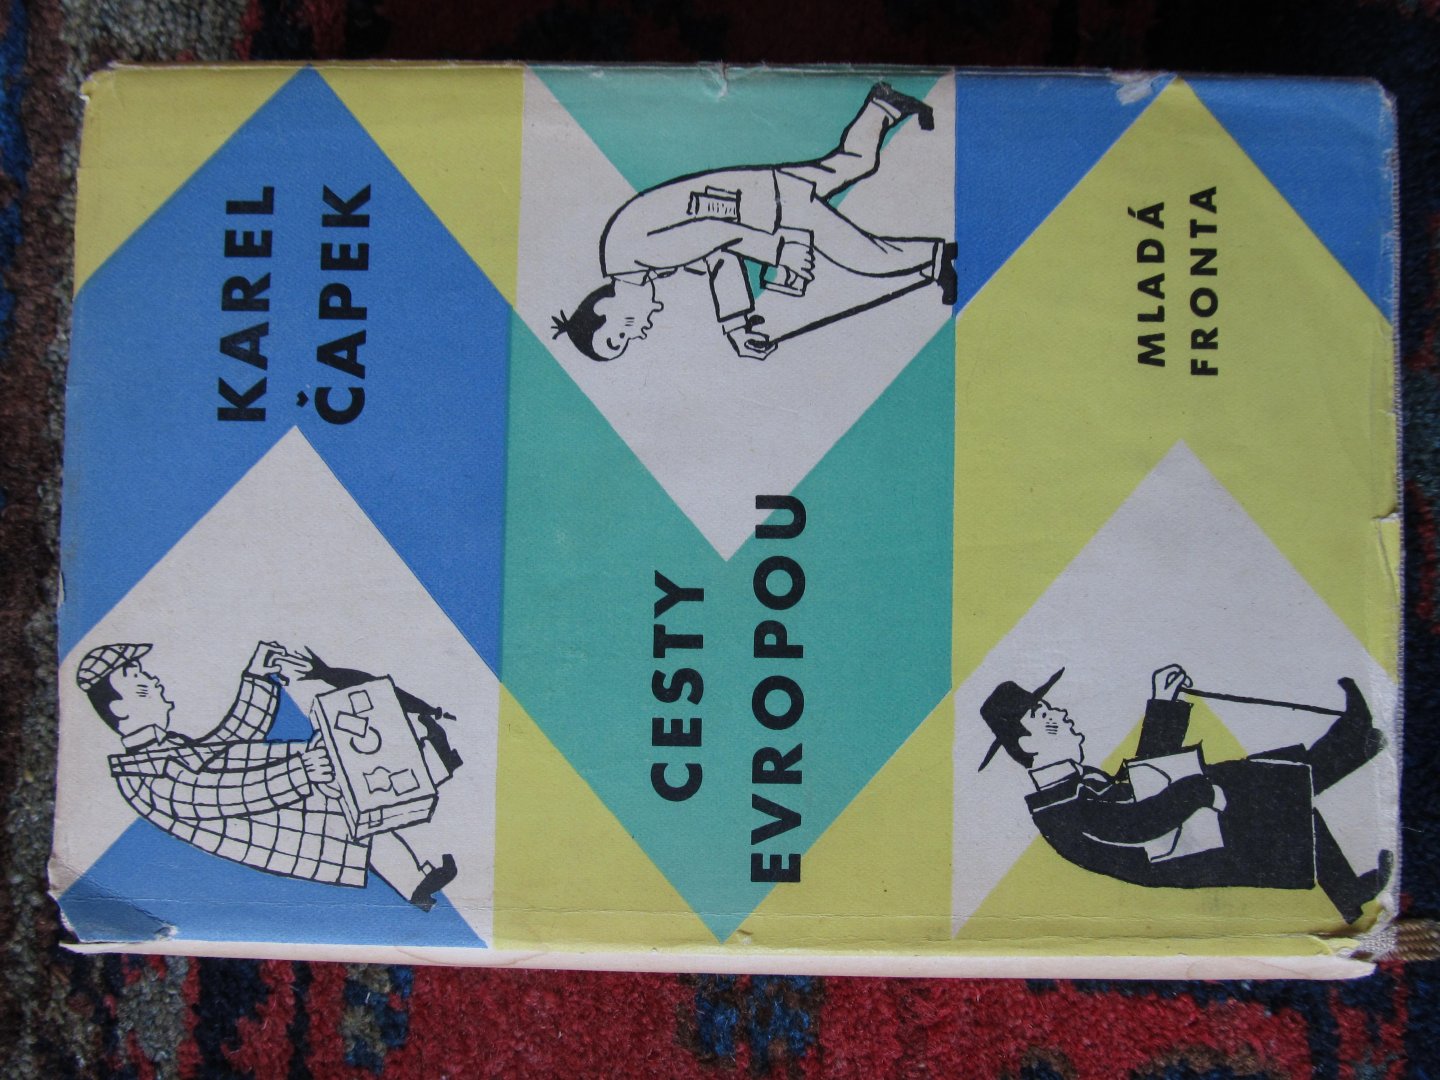 KAREL
ČAPEK
CESTY
EVROPOU
MLADÁ
FRONTA